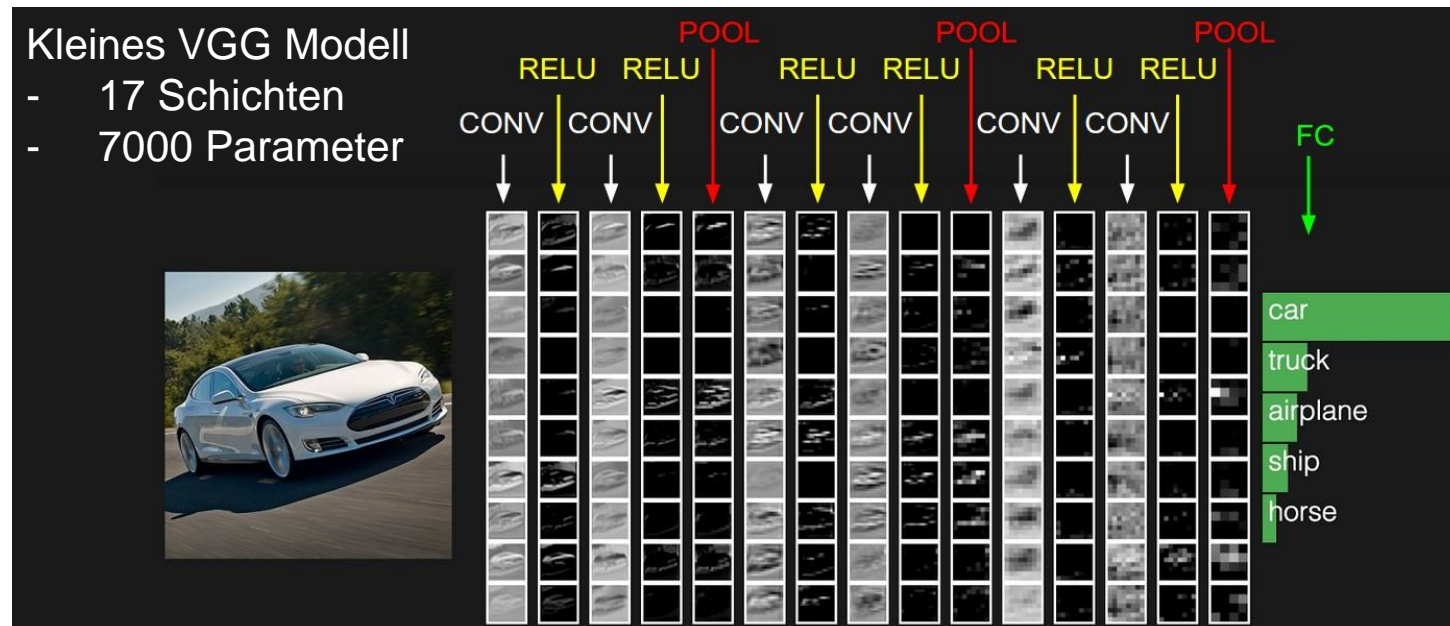 Kleines VGG Modell
- 17 Schichten
- 7000 Parameter
POOL POOL POOL
RELU RELU RELU RELU RELU RELU
CONV CONV CONV CONV CONV CONV
FC
car
truck
airplane
ship
horse